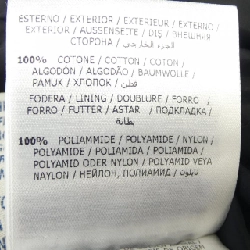 ESTERNO / EXTERIOR / EXTERIEUR / EXTERNO /
EXTERIOR / AUSSENSEITE / DIŞ / ВНЕШНЯЯ
СТОРОНА / الجزء الخارجي
100% COTONE / COTTON / COTON /
ALGODÓN / ALGODÃO / BAUMWOLLE /
PAMUK / ХЛОПОК / قطن
FODERA / LINING / DOUBLURE / FORRO /
FORRO / FUTTER / ASTAR / ПОДКЛАДКА /
بطانة
100% POLIAMMIDE / POLYAMIDE / NYLON /
POLYAMIDE / POLIAMIDA / POLIAMIDA /
POLYAMID ODER NYLON / POLYAMID VEYA
NAYLON / НЕЙЛОН, ПОЛИАМИД / نايلون